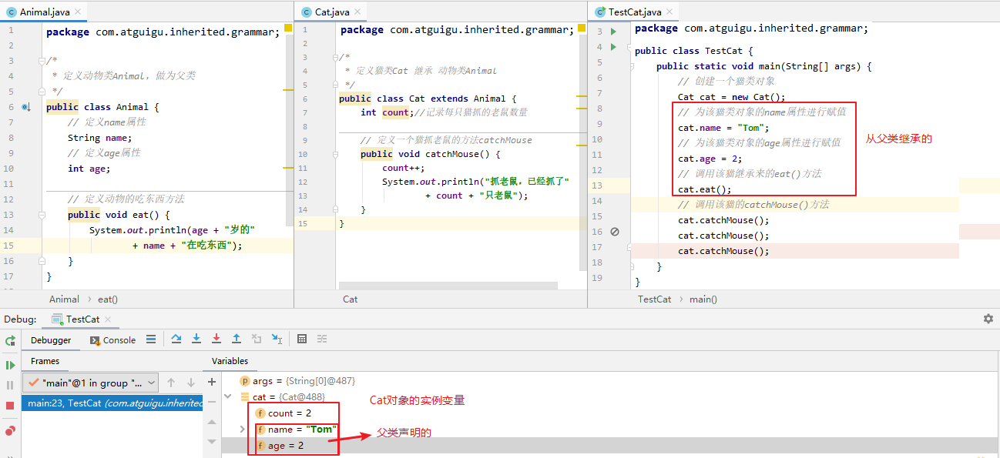 Animal.java
Cat.java
TestCat.java
1 package com.atguigu.inherited.grammar;
2
3 /*
4 * 定义动物类Animal，做为父类
5 */
6 public class Animal {
7 // 定义name属性
8 String name;
9 // 定义age属性
10 int age;
11
12 // 定义动物的吃东西方法
13 public void eat() {
14 System.out.println(age + "岁的"
15 + name + "在吃东西");
16 }
17 }
Animal > eat()
1 package com.atguigu.inherited.grammar;
2
3 /*
4 * 定义猫类Cat 继承 动物类Animal
5 */
6 public class Cat extends Animal {
7 int count;//记录每只猫抓的老鼠数量
8
9 // 定义一个猫抓老鼠的方法catchMouse
10 public void catchMouse() {
11 count++;
12 System.out.println("抓老鼠，已经抓了"
13 + count + "只老鼠");
14 }
15 }
Cat
3 package com.atguigu.inherited.grammar;
4 public class TestCat {
5 public static void main(String[] args) {
6 // 创建一个猫类对象
7 Cat cat = new Cat();
8 // 为该猫类对象的name属性进行赋值
9 cat.name = "Tom";
10 // 为该猫类对象的age属性进行赋值
11 cat.age = 2;
12 // 调用该猫继承来的eat()方法
13 cat.eat();
14 // 调用该猫的catchMouse()方法
15 cat.catchMouse();
16 cat.catchMouse();
17 cat.catchMouse();
18 }
19 }
从父类继承的
TestCat > main()
Debug: TestCat
Debugger Console
Frames Variables
"main"@1 in group "...
main:23, TestCat (com.atguigu.inherited
args = {String[0]@487}
cat = {Cat@488}
Cat对象的实例变量
count = 2
name = "Tom"
父类声明的
age = 2